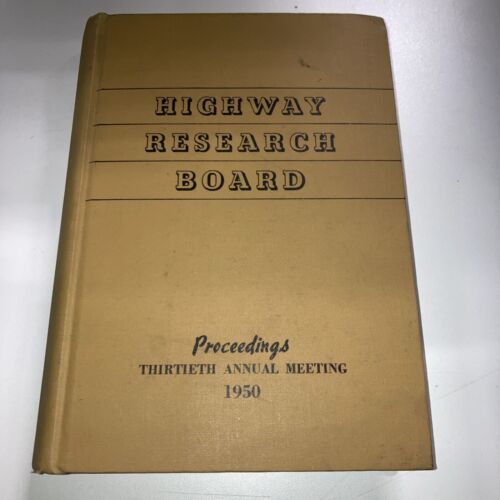 HIGHWAY
RESEARCH
BOARD
Proceedings
THIRTIETH ANNUAL MEETING
1950